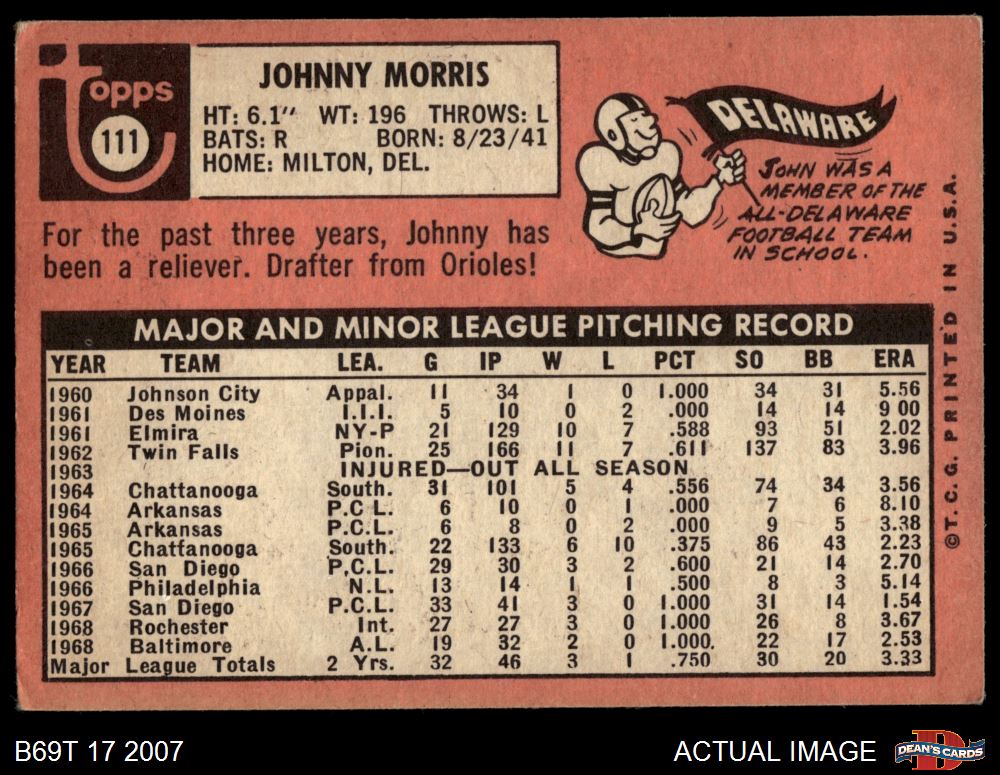 topps
111
JOHNNY MORRIS
HT: 6.1" WT: 196 THROWS: L
BATS: R BORN: 8/23/41
HOME: MILTON, DEL.
DELAWARE
JOHN WAS A
MEMBER OF THE
ALL-DELAWARE
FOOTBALL TEAM
IN SCHOOL.
For the past three years, Johnny has
been a reliever. Drafter from Orioles!
MAJOR AND MINOR LEAGUE PITCHING RECORD
YEAR TEAM LEA. G IP W L PCT SO BB ERA
1960 Johnson City Appal. 11 34 1 0 1.000 34 31 5.56
1961 Des Moines I.I.I. 5 10 0 2 .000 14 14 9 00
1961 Elmira NY-P 21 129 10 7 .588 93 51 2.02
1962 Twin Falls Pion. 25 166 11 7 .611 137 83 3.96
1963 INJURED—OUT ALL SEASON
1964 Chattanooga South. 31 101 5 4 .556 74 34 3.56
1964 Arkansas P.C.L. 6 10 0 1 .000 7 6 8.10
1965 Arkansas P.C.L. 6 8 0 2 .000 9 5 3.38
1965 Chattanooga South. 22 133 6 10 .375 86 43 2.23
1966 San Diego P.C.L. 29 30 3 2 .600 21 14 2.70
1966 Philadelphia N.L. 13 14 1 1 .500 8 3 5.14
1967 San Diego P.C.L. 33 41 3 0 1.000 31 14 1.54
1968 Rochester Int. 27 27 3 0 1.000 26 8 3.67
1968 Baltimore A.L. 19 32 2 0 1.000. 22 17 2.53
Major League Totals 2 Yrs. 32 46 3 1 .750 30 20 3.33
©T.C.G. PRINTED IN U.S.A.
B69T 17 2007
ACTUAL IMAGE
DEAN'S CARDS